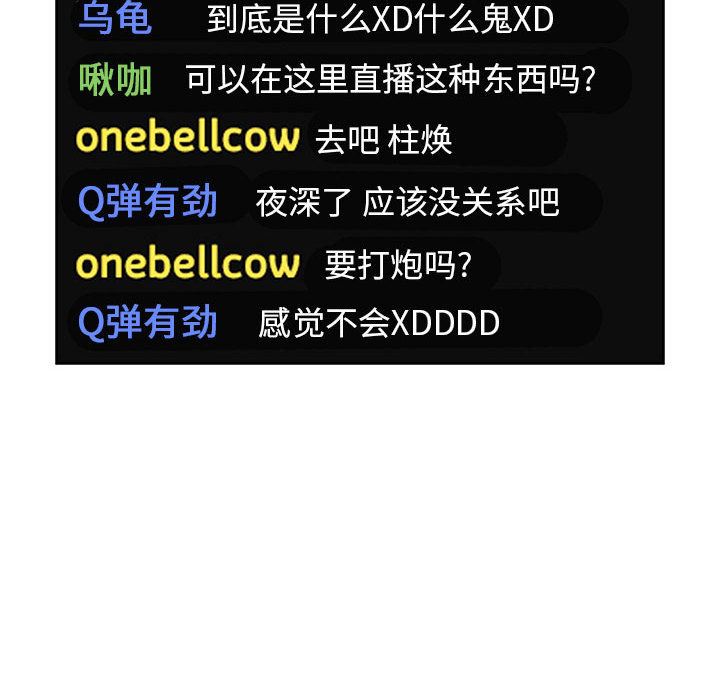 乌龟 到底是什么XD什么鬼XD
啾咖 可以在这里直播这种东西吗?
onebellcow 去吧 柱焕
Q弹有劲 夜深了 应该没关系吧
onebellcow 要打炮吗?
Q弹有劲 感觉不会XDDDD